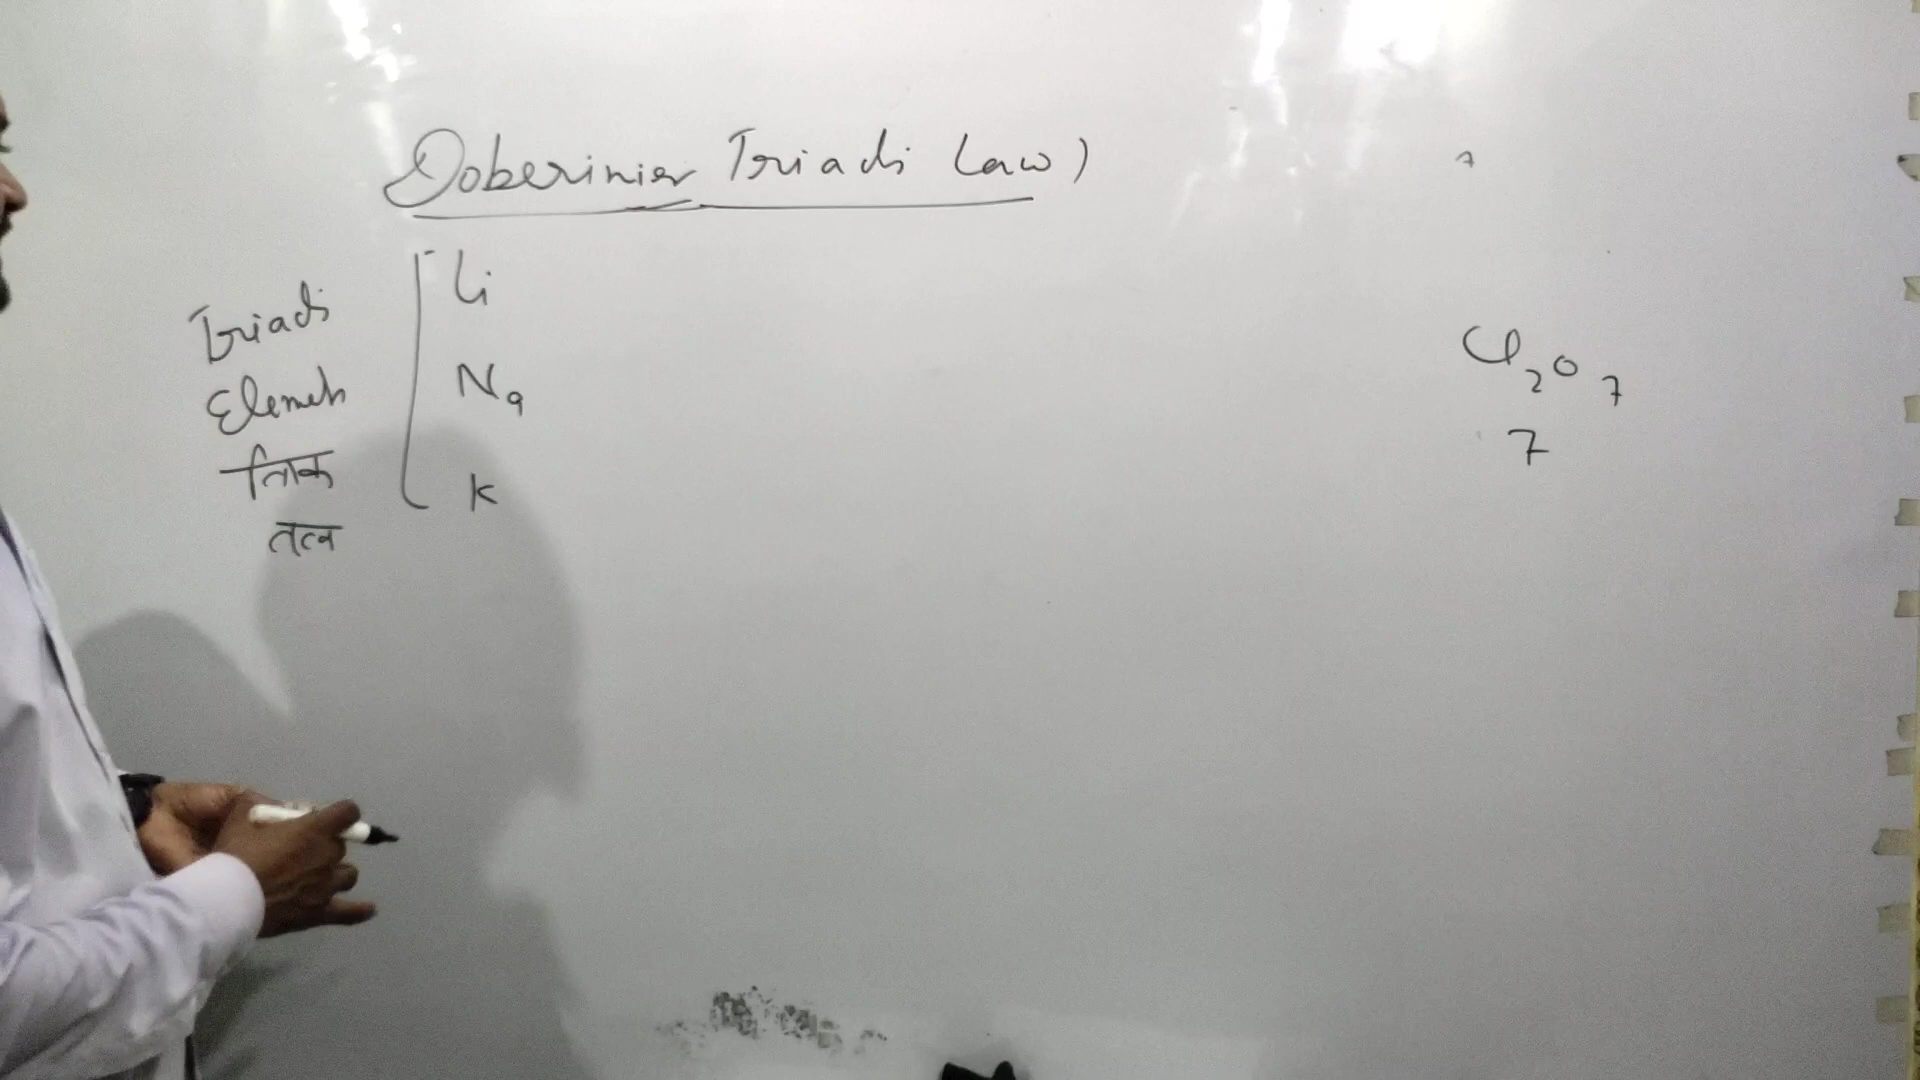 Doberinier Triads Law)
Li
Triads
Elements
Na
त्रिक
K
तत्व
Cl2O7
7